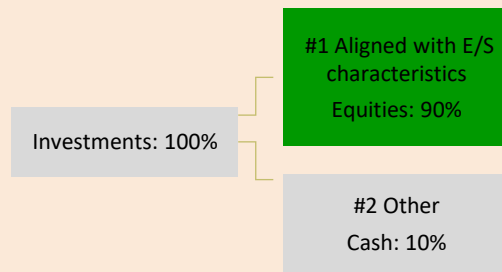 #1 Aligned with E/S
characteristics
Equities: 90%
Investments: 100%
#2 Other
Cash: 10%